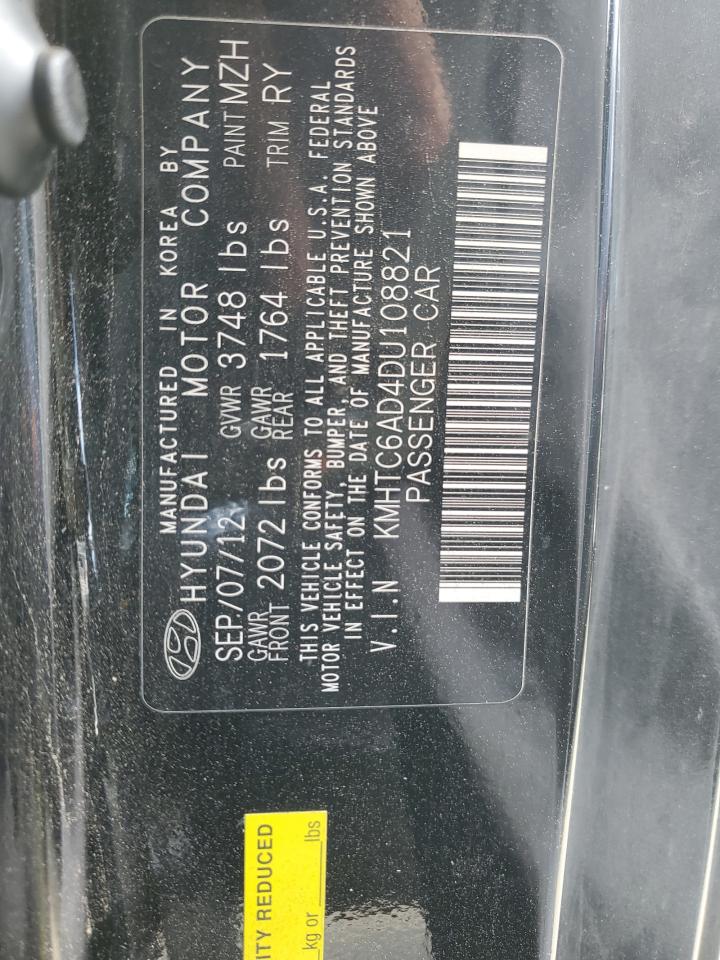 MANUFACTURED IN KOREA BY
HYUNDAI MOTOR COMPANY
SEP/07/12 GVWR 3748 lbs PAINT MZH
GAWR FRONT 2072 lbs GAWR REAR 1764 lbs TRIM RY
THIS VEHICLE CONFORMS TO ALL APPLICABLE U.S.A. FEDERAL
MOTOR VEHICLE SAFETY, BUMPER, AND THEFT PREVENTION STANDARDS
IN EFFECT ON THE DATE OF MANUFACTURE SHOWN ABOVE
V.I.N KMHTC6AD4DU108821
PASSENGER CAR
ITY REDUCED
kg or ____lbs